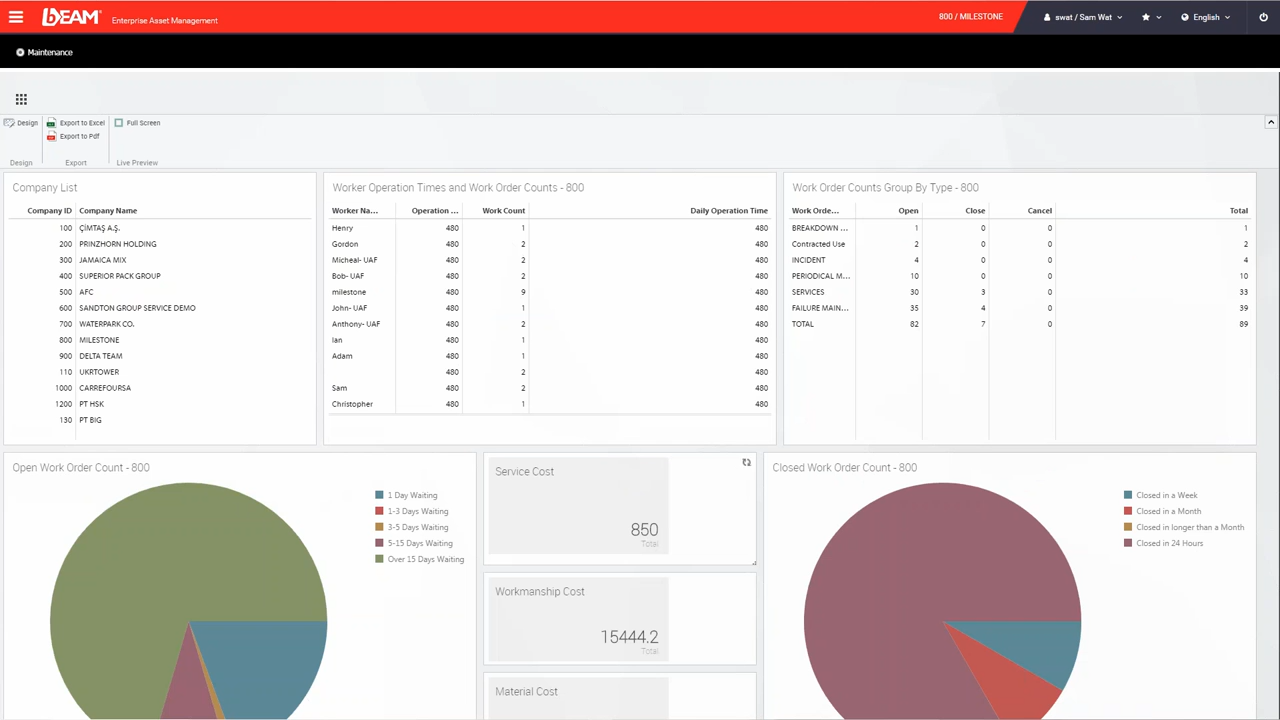 bEAM® Enterprise Asset Management 800 / MILESTONE swat / Sam Wat English
Maintenance
Design Export to Excel Full Screen
Export to Pdf
Design Export Live Preview
Company List
Company ID Company Name
100 ÇİMTAŞ A.Ş.
200 PRINZHORN HOLDING
300 JAMAICA MIX
400 SUPERIOR PACK GROUP
500 AFC
600 SANDTON GROUP SERVICE DEMO
700 WATERPARK CO.
800 MILESTONE
900 DELTA TEAM
110 UKRTOWER
1000 CARREFOURSA
1200 PT HSK
130 PT BIG
Worker Operation Times and Work Order Counts - 800
Worker Na... Operation ... Work Count Daily Operation Time
Henry 480 1 480
Gordon 480 2 480
Micheal- UAF 480 2 480
Bob- UAF 480 2 480
milestone 480 9 480
John- UAF 480 1 480
Anthony- UAF 480 2 480
Ian 480 1 480
Adam 480 1 480
480 2 480
Sam 480 2 480
Christopher 480 1 480
Work Order Counts Group By Type - 800
Work Orde... Open Close Cancel Total
BREAKDOWN ... 1 0 0 1
Contracted Use 2 0 0 2
INCIDENT 4 0 0 4
PERIODICAL M... 10 0 0 10
SERVICES 30 3 0 33
FAILURE MAIN... 35 4 0 39
TOTAL 82 7 0 89
Open Work Order Count - 800
1 Day Waiting
1-3 Days Waiting
3-5 Days Waiting
5-15 Days Waiting
Over 15 Days Waiting
Service Cost
850
Total
Workmanship Cost
15444.2
Total
Material Cost
Closed Work Order Count - 800
Closed in a Week
Closed in a Month
Closed in longer than a Month
Closed in 24 Hours